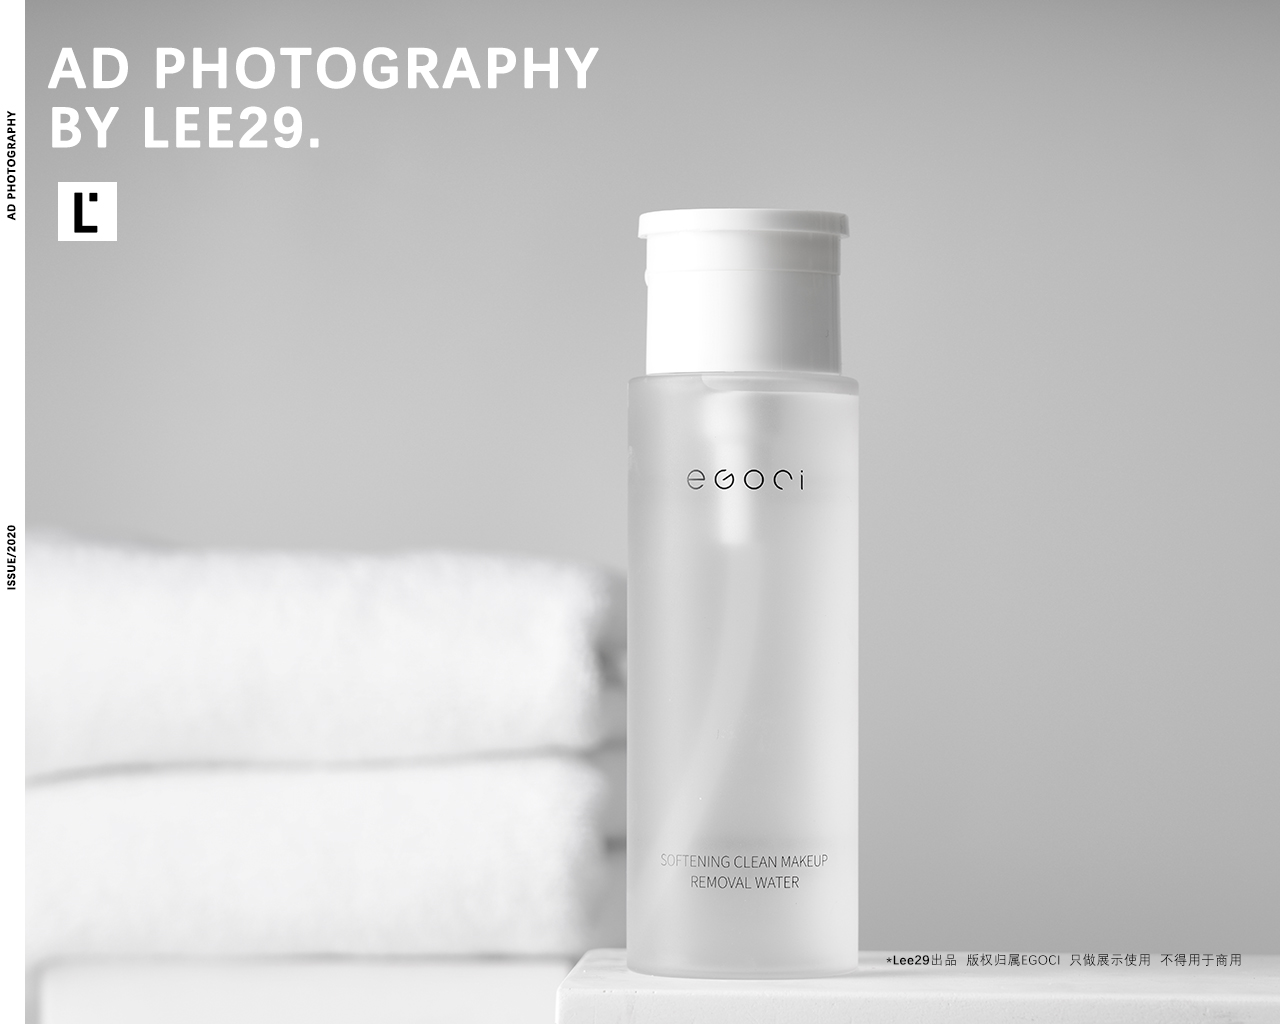 AD PHOTOGRAPHY
BY LEE29.
L
AD PHOTOGRAPHY
ISSUE/2020
eGOCi
SOFTENING CLEAN MAKEUP
REMOVAL WATER
*Lee29出品 版权归属EGOCI 只做展示使用 不得用于商用